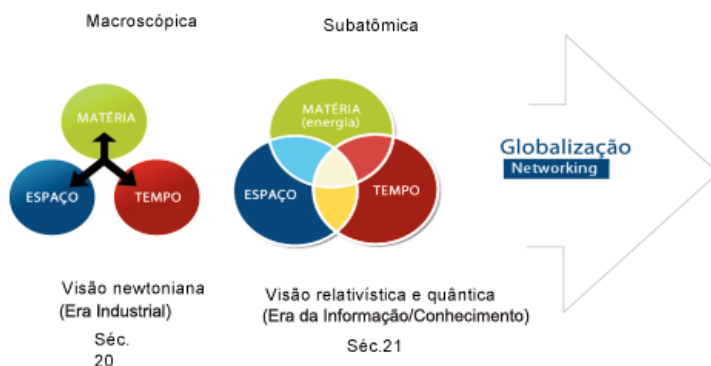 Macroscópica
Subatômica
MATÉRIA
ESPAÇO
TEMPO
MATÉRIA
(energia)
ESPAÇO
TEMPO
Globalização
Networking
Visão newtoniana
(Era Industrial)
Séc.
20
Visão relativística e quântica
(Era da Informação/Conhecimento)
Séc.21